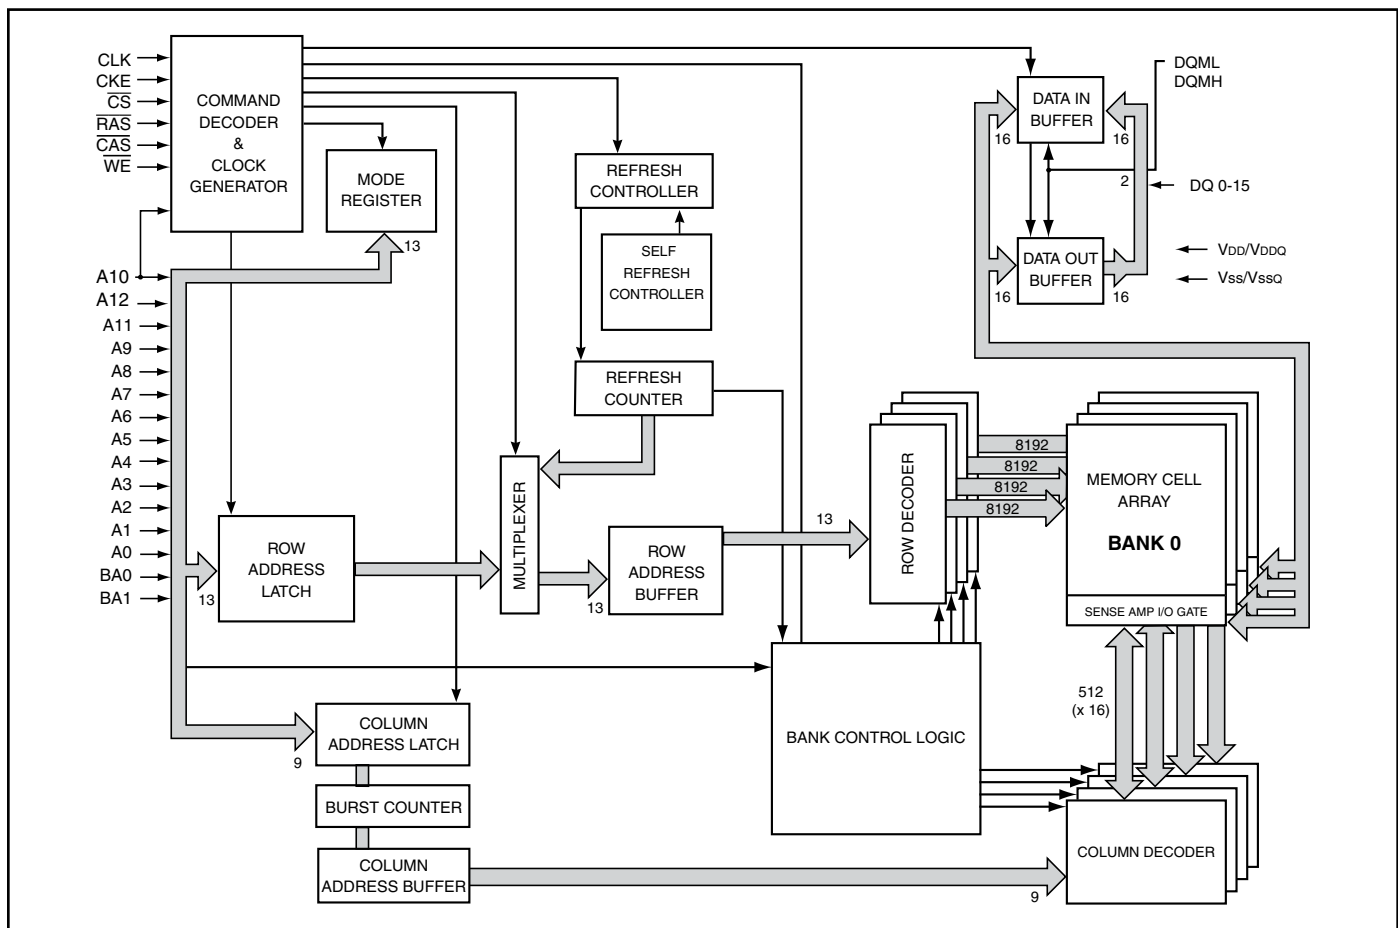 CLK
CKE
CS
RAS
CAS
WE
COMMAND
DECODER
&
CLOCK
GENERATOR
MODE
REGISTER
13
REFRESH
CONTROLLER
SELF
REFRESH
CONTROLLER
REFRESH
COUNTER
DATA IN
BUFFER
16
16
DQML
DQMH
2
DQ 0-15
DATA OUT
BUFFER
16
16
VDD/VDDQ
Vss/VssQ
A10
A12
A11
A9
A8
A7
A6
A5
A4
A3
A2
A1
A0
BA0
BA1
13
ROW
ADDRESS
LATCH
MULTIPLEXER
13
ROW
ADDRESS
BUFFER
13
ROW DECODER
8192
8192
8192
8192
MEMORY CELL
ARRAY
BANK 0
SENSE AMP I/O GATE
512
(x 16)
BANK CONTROL LOGIC
9
COLUMN
ADDRESS LATCH
BURST COUNTER
COLUMN
ADDRESS BUFFER
9
COLUMN DECODER